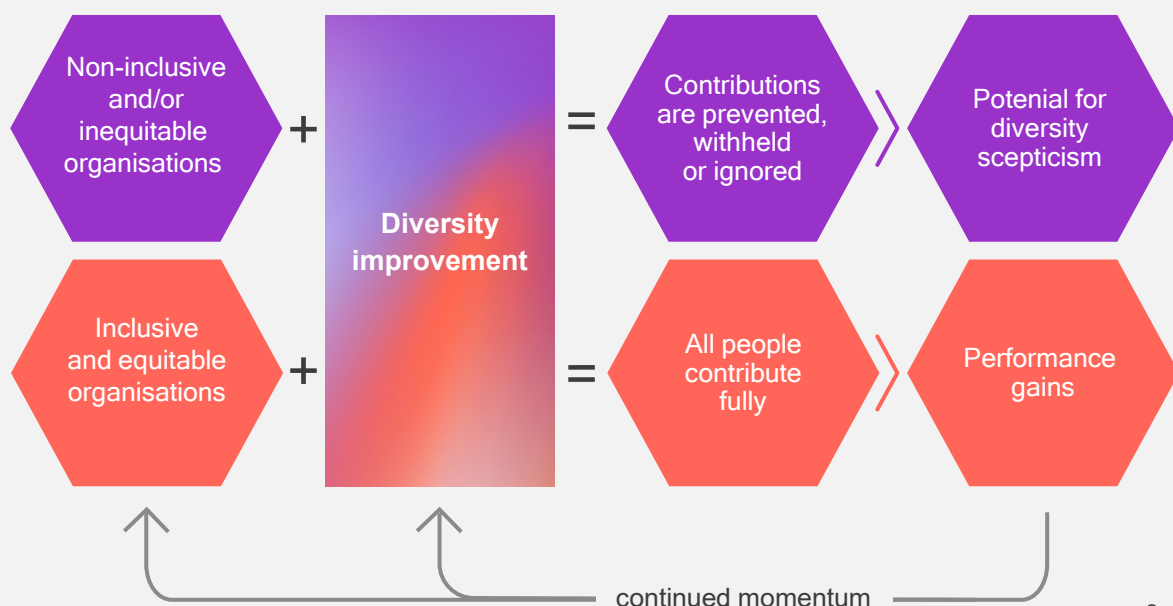 Non-inclusive
and/or
inequitable
organisations
+
Diversity
improvement
=
Contributions
are prevented,
withheld
or ignored
Potenial for
diversity
scepticism
Inclusive
and equitable
organisations
+
=
All people
contribute
fully
Performance
gains
continued momentum